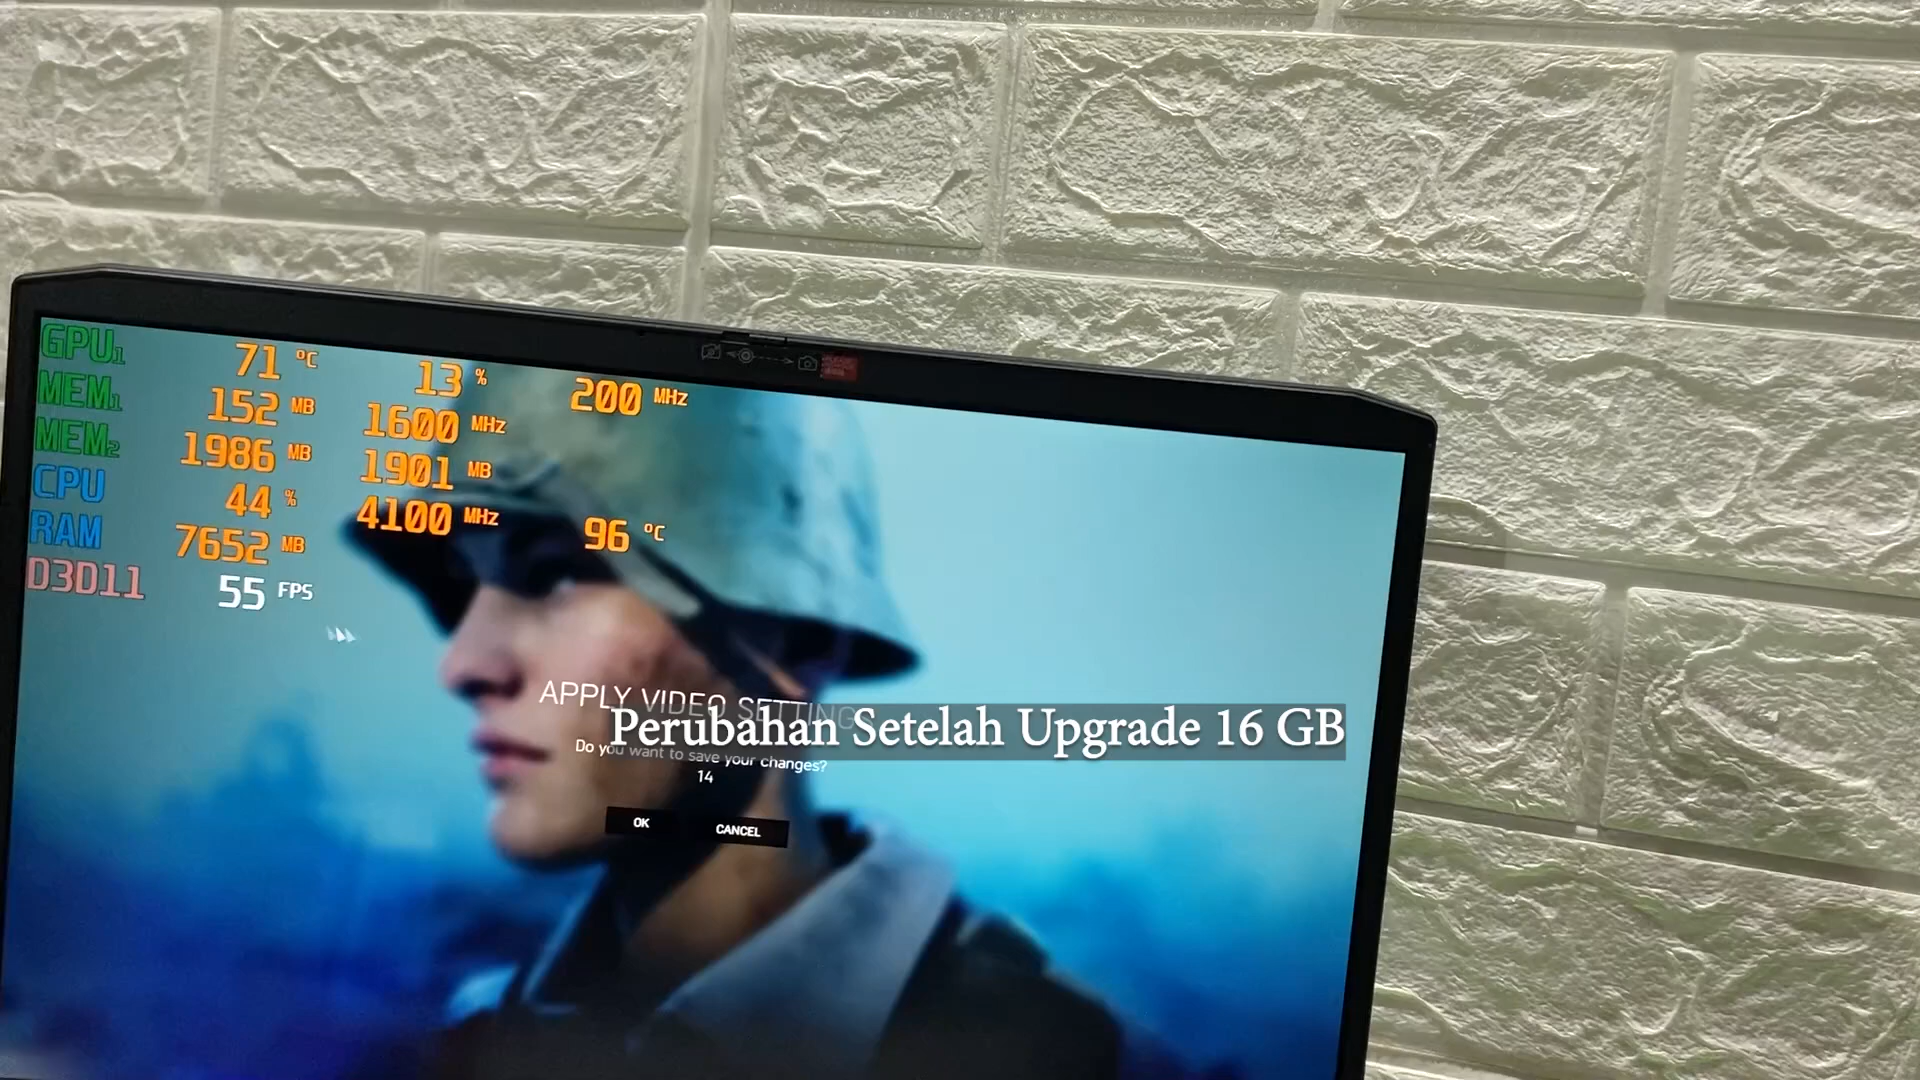 GPU1 71 °C 13 % 200 MHz
MEM1 152 MB 1600 MHz
MEM2 1986 MB 1901 MB
CPU 44 % 4100 MHz 96 °C
RAM 7652 MB
D3D11 55 FPS
APPLY VIDEO SETTINGS
Perubahan Setelah Upgrade 16 GB
Do you want to save your changes?
14
OK CANCEL